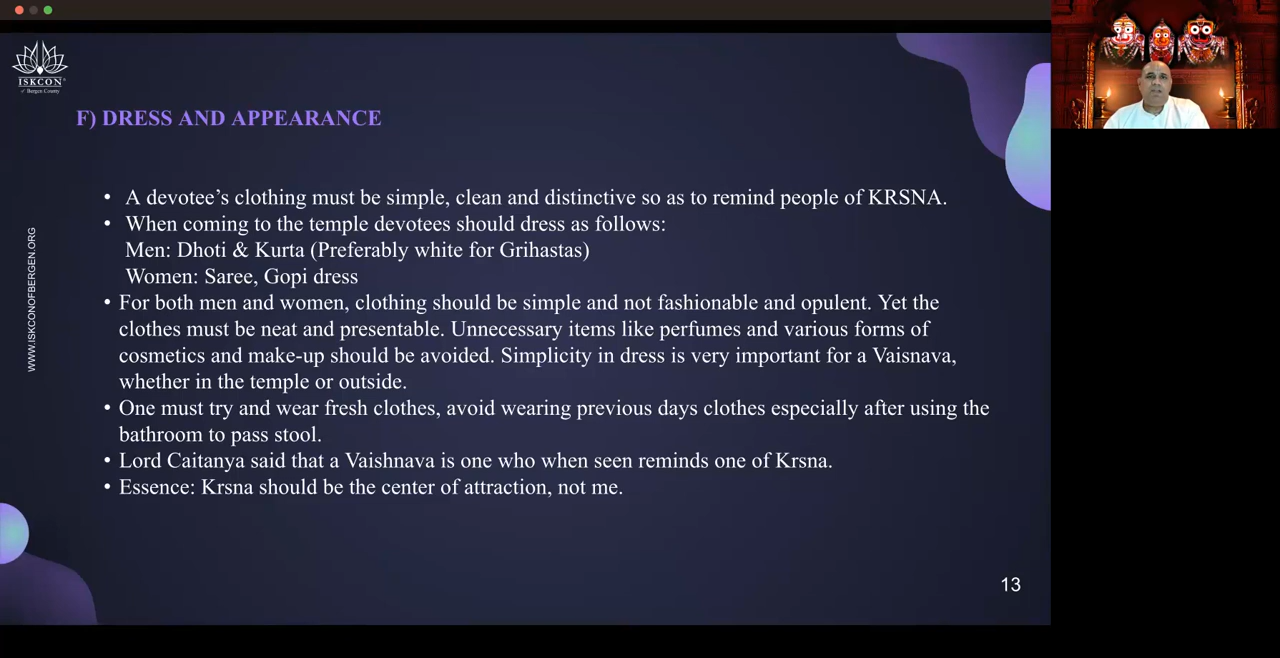 ISKCON
of Bergen County
WWW.ISKCONOFBERGEN.ORG
F) DRESS AND APPEARANCE
• A devotee’s clothing must be simple, clean and distinctive so as to remind people of KRSNA.
• When coming to the temple devotees should dress as follows:
Men: Dhoti & Kurta (Preferably white for Grihastas)
Women: Saree, Gopi dress
• For both men and women, clothing should be simple and not fashionable and opulent. Yet the
clothes must be neat and presentable. Unnecessary items like perfumes and various forms of
cosmetics and make-up should be avoided. Simplicity in dress is very important for a Vaisnava,
whether in the temple or outside.
• One must try and wear fresh clothes, avoid wearing previous days clothes especially after using the
bathroom to pass stool.
• Lord Caitanya said that a Vaishnava is one who when seen reminds one of Krsna.
• Essence: Krsna should be the center of attraction, not me.
13